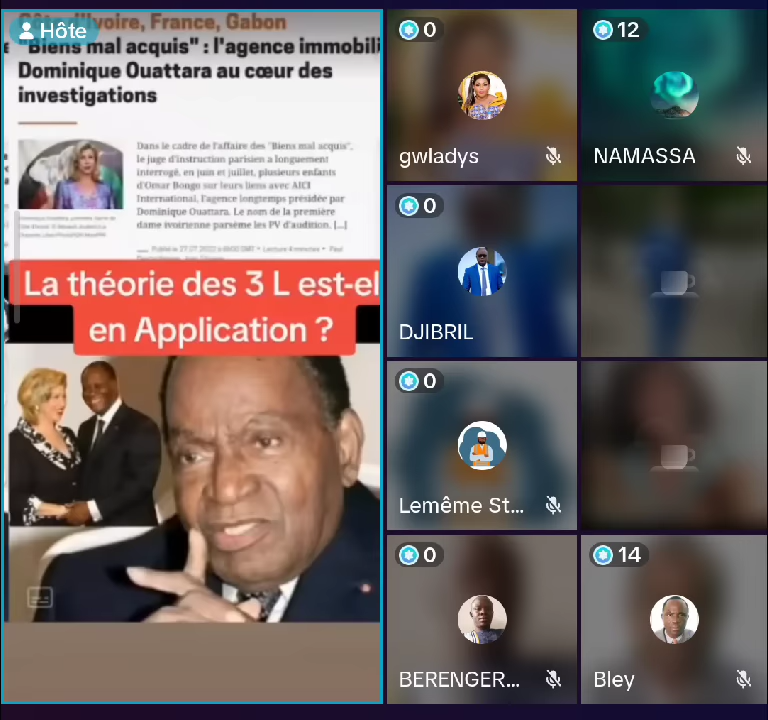 Côte d'Ivoire, France, Gabon
Hôte
"Biens mal acquis" : l'agence immobili
Dominique Ouattara au cœur des
investigations
Dans le cadre de l'affaire des "Biens mal acquis",
le juge d'instruction parisien a longuement
interrogé, en juin et juillet, plusieurs enfants
d'Omar Bongo sur leurs liens avec AICI
International, l'agence longtemps présidée par
Dominique Ouattara. Le nom de la première
dame ivoirienne parsème les PV d'audition. [...]
La théorie des 3 L est-el
en Application ?
0
gwladys
12
NAMASSA
0
DJIBRIL
0
Lemême St...
0
BERENGER...
14
Bley